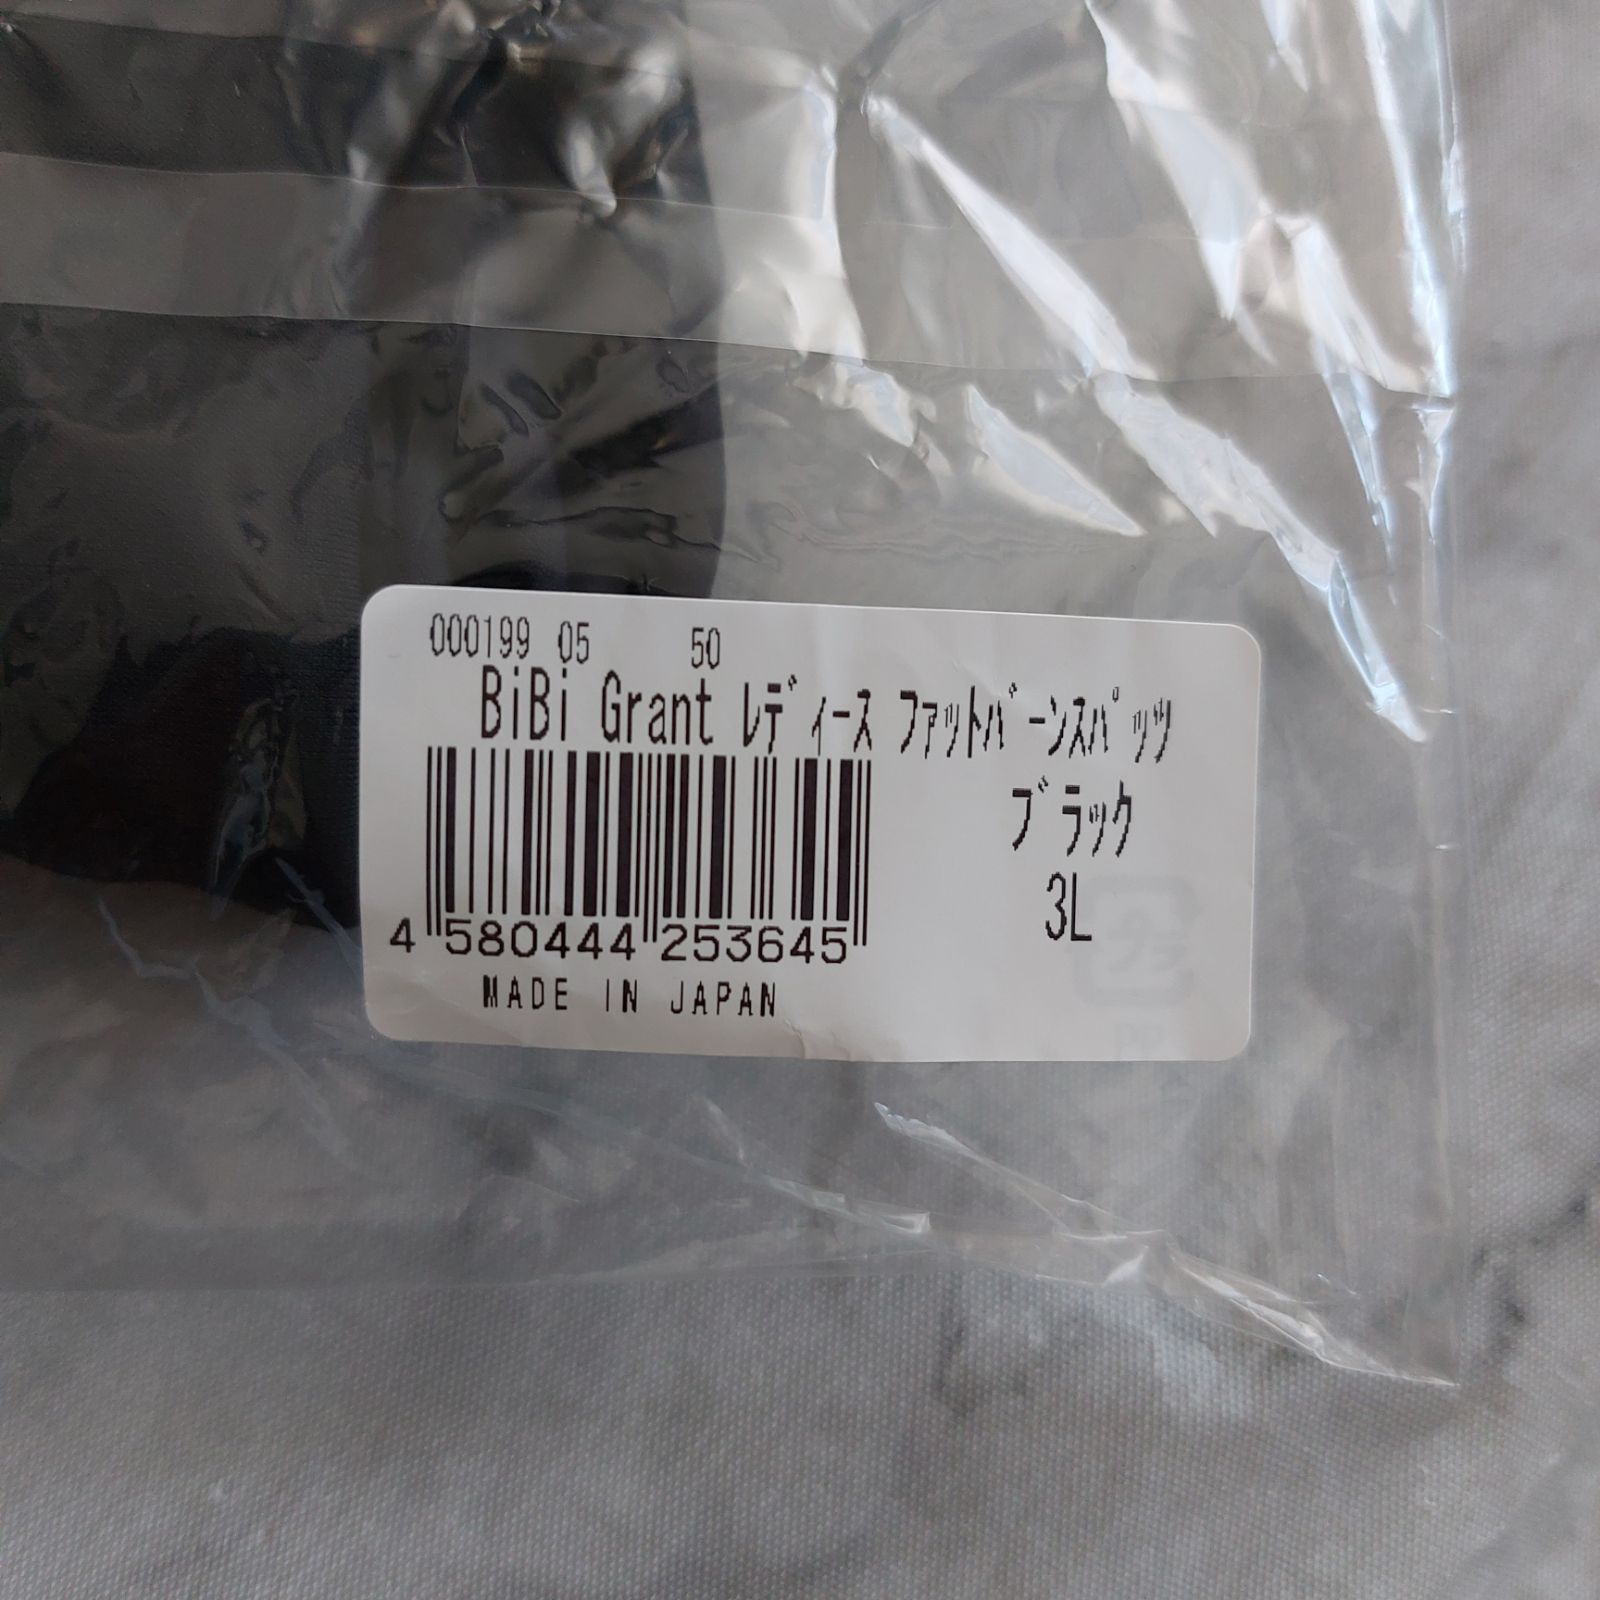 000199 05 50
BiBi Grant ﾚﾃﾞｨｰｽ ﾌｧｯﾄﾊﾞｰﾝｽﾊﾟｯﾂ
ﾌﾞﾗｯｸ
3L
4 580444 253645
MADE IN JAPAN